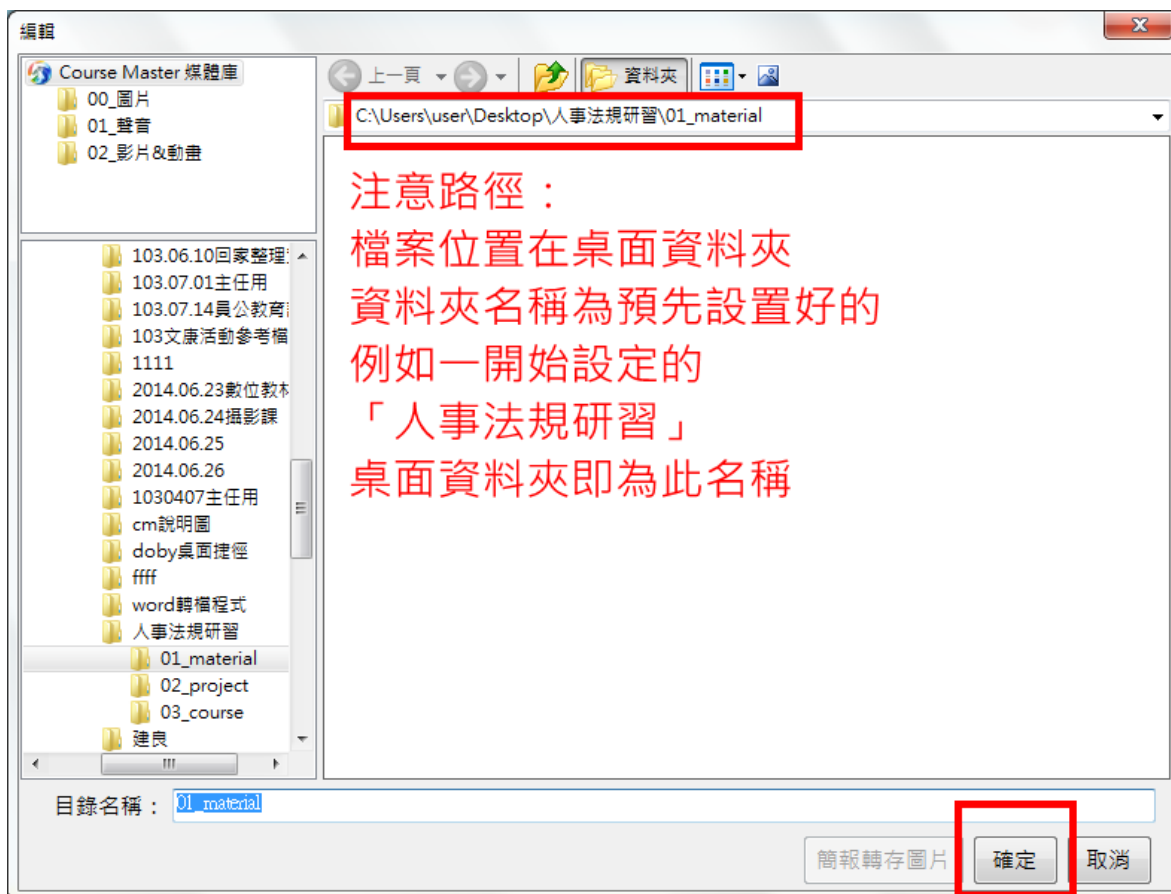 編輯
Course Master 媒體庫
00_圖片
01_聲音
02_影片&動畫
上一頁
資料夾
C:\Users\user\Desktop\人事法規研習\01_material
注意路徑：
檔案位置在桌面資料夾
資料夾名稱為預先設置好的
例如一開始設定的
「人事法規研習」
桌面資料夾即為此名稱
103.06.10回家整理
103.07.01主任用
103.07.14員公教育
103文康活動參考檔
1111
2014.06.23數位教材
2014.06.24攝影課
2014.06.25
2014.06.26
1030407主任用
cm說明圖
doby桌面捷徑
ffff
word轉檔程式
人事法規研習
01_material
02_project
03_course
建良
目錄名稱：
01_material
簡報轉存圖片
確定
取消